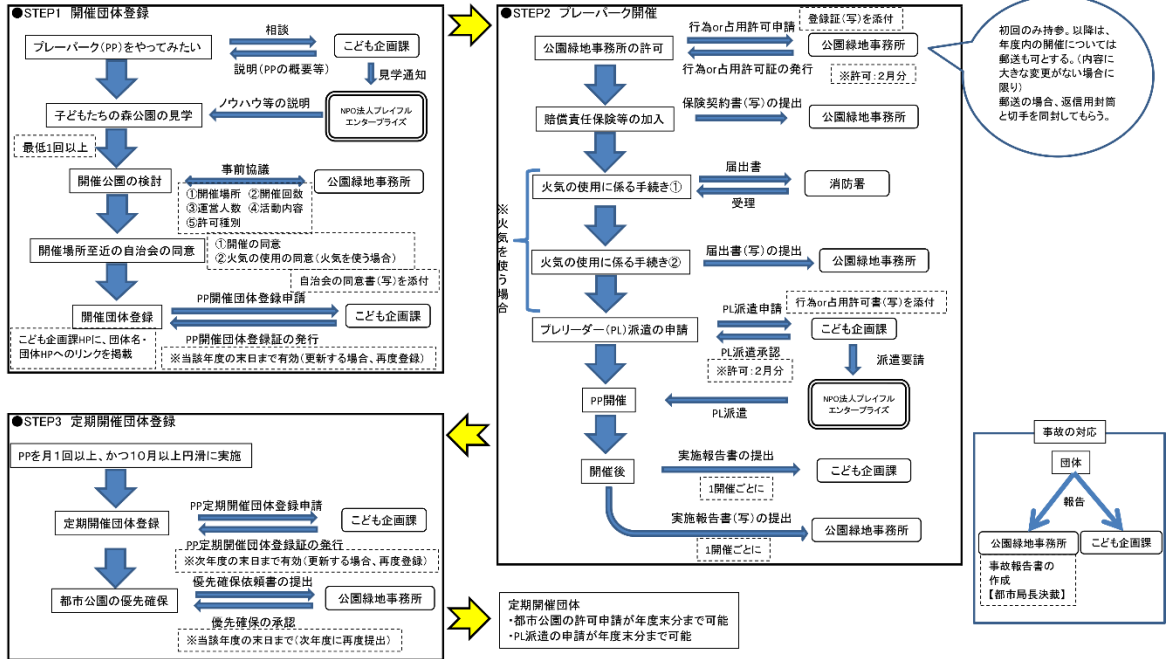 ●STEP1 開催団体登録
プレーパーク(PP)をやってみたい
相談
こども企画課
説明(PPの概要等)
見学通知
子どもたちの森公園の見学
ノウハウ等の説明
NPO法人プレイフル
エンタープライズ
最低1回以上
開催公園の検討
事前協議
公園緑地事務所
①開催場所 ②開催回数
③運営人数 ④活動内容
⑤許可種別
開催場所至近の自治会の同意
①開催の同意
②火気の使用の同意(火気を使う場合)
自治会の同意書(写)を添付
開催団体登録
PP開催団体登録申請
こども企画課
PP開催団体登録証の発行
こども企画課HPに、団体名・
団体HPへのリンクを掲載
※当該年度の末日まで有効(更新する場合、再度登録)
●STEP2 プレーパーク開催
公園緑地事務所の許可
行為or占用許可申請
登録証(写)を添付
公園緑地事務所
行為or占用許可証の発行
※許可:2月分
初回のみ持参。以降は、
年度内の開催については
郵送も可とする。(内容に
大きな変更がない場合に
限り)
郵送の場合、返信用封筒
と切手を同封してもらう。
賠償責任保険等の加入
保険契約書(写)の提出
公園緑地事務所
※火気を使う場合
火気の使用に係る手続き①
届出書
消防署
受理
火気の使用に係る手続き②
届出書(写)の提出
公園緑地事務所
プレリーダー(PL)派遣の申請
PL派遣申請
行為or占用許可書(写)を添付
こども企画課
PL派遣承認
※許可:2月分
派遣要請
PP開催
PL派遣
NPO法人プレイフル
エンタープライズ
開催後
実施報告書の提出
こども企画課
1開催ごとに
実施報告書(写)の提出
公園緑地事務所
1開催ごとに
●STEP3 定期開催団体登録
PPを月1回以上、かつ10月以上円滑に実施
定期開催団体登録
PP定期開催団体登録申請
こども企画課
PP定期開催団体登録証の発行
※次年度の末日まで有効(更新する場合、再度登録)
都市公園の優先確保
優先確保依頼書の提出
公園緑地事務所
優先確保の承認
※当該年度の末日まで(次年度に再度提出)
定期開催団体
・都市公園の許可申請が年度末分まで可能
・PL派遣の申請が年度末分まで可能
事故の対応
団体
報告
公園緑地事務所
こども企画課
事故報告書の
作成
【都市局長決裁】